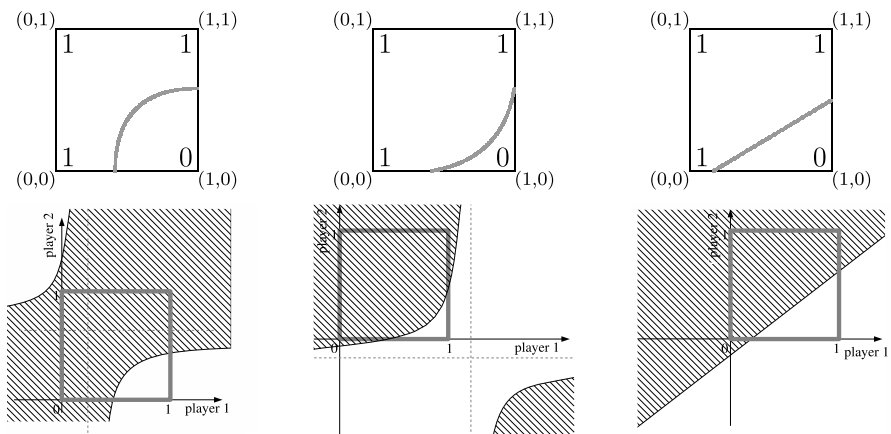 (0,1) (1,1) (0,1) (1,1) (0,1) (1,1)
1 1 1 1 1 1
1 0 1 0 1 0
(0,0) (1,0) (0,0) (1,0) (0,0) (1,0)
player 2 player 2 player 2
1 1 1
0 1 player 1
0 1 player 1
0 1 player 1